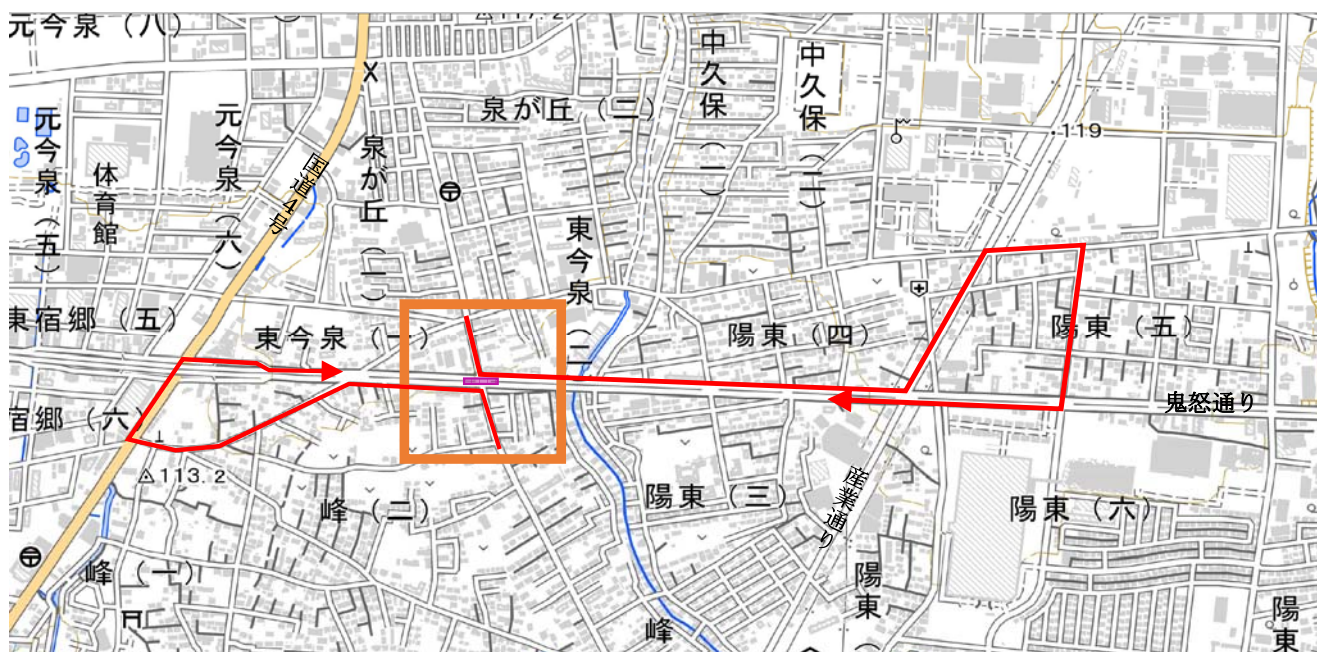 元今泉（八）
△117.2
中久保（一）
中久保（二）
泉が丘（二）
元今泉（五）
体育館
元今泉（六）
国道4号
泉が丘（一）
東今泉（二）
・119
東宿郷（五）
東今泉（一）
陽東（四）
陽東（五）
宿郷（六）
鬼怒通り
△113.2
峰（二）
陽東（三）
産業通り
陽東（六）
峰（一）
陽東（
峰
陽東